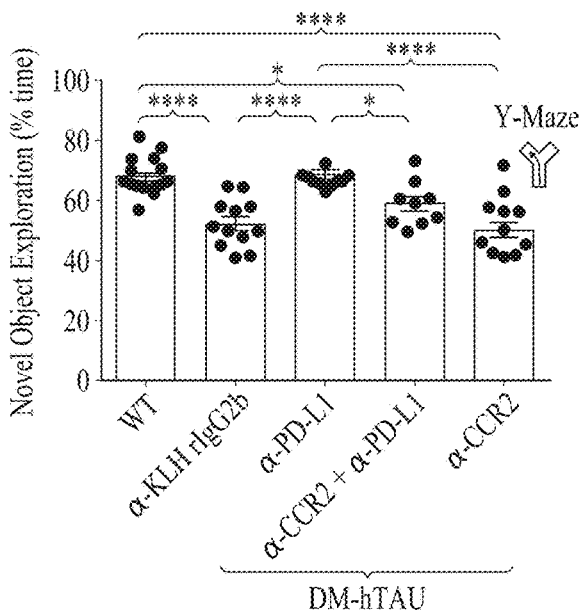 ****
****
*
**** **** *
Y-Maze
Novel Object Exploration (% time)
100
80
60
40
20
0
WT
α-KLH rIgG2b
α-PD-L1
α-CCR2 + α-PD-L1
α-CCR2
DM-hTAU